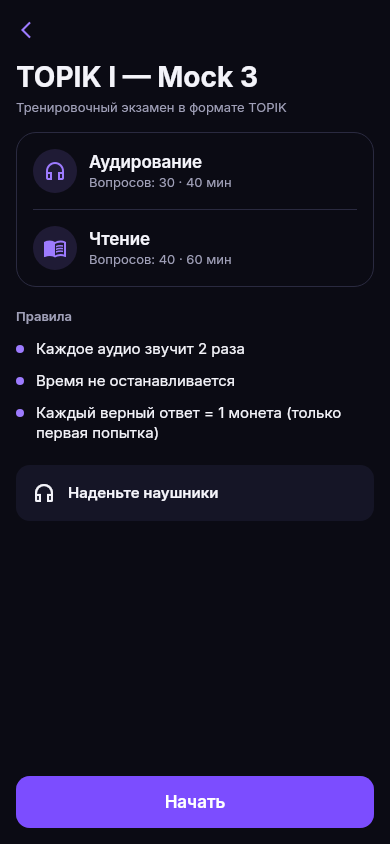 TOPIK I — Mock 3
Тренировочный экзамен в формате TOPIK
Аудирование
Вопросов: 30 · 40 мин
Чтение
Вопросов: 40 · 60 мин
Правила
Каждое аудио звучит 2 раза
Время не останавливается
Каждый верный ответ = 1 монета (только
первая попытка)
Наденьте наушники
Начать